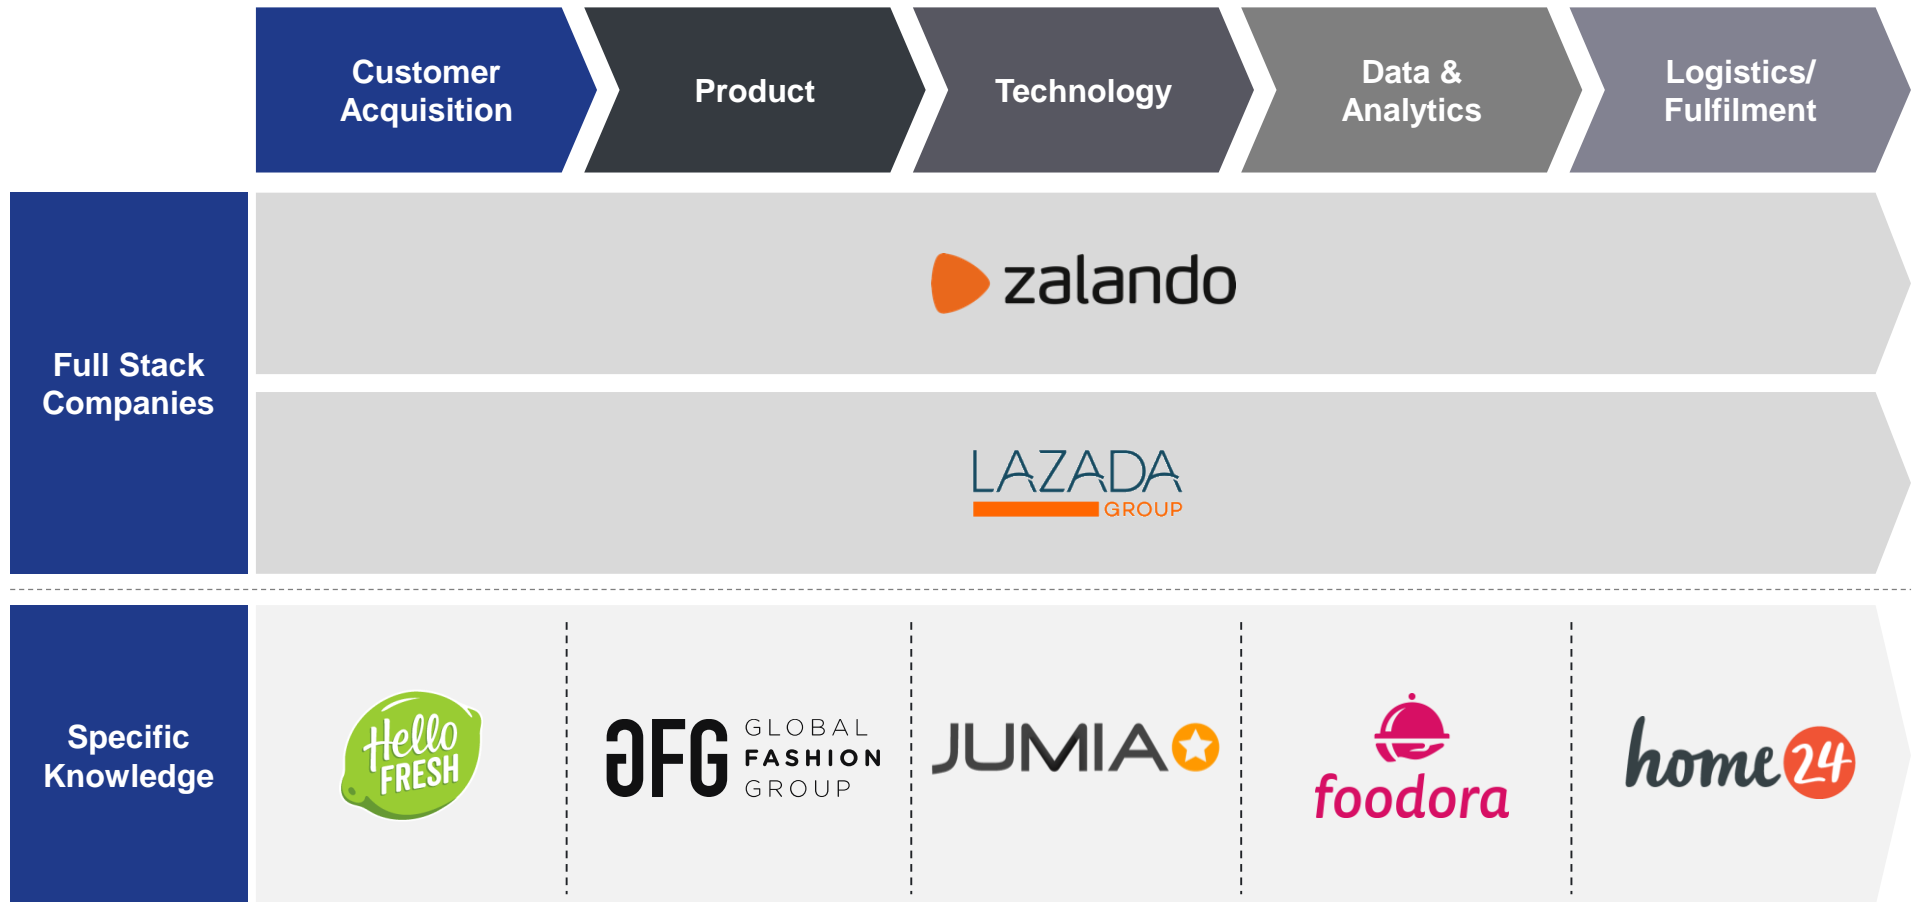 Customer
Acquisition
Product
Technology
Data &
Analytics
Logistics/
Fulfilment
Full Stack
Companies
zalando
LAZADA
GROUP
Specific
Knowledge
Hello
FRESH
GFG
GLOBAL
FASHION
GROUP
JUMIA
foodora
home24